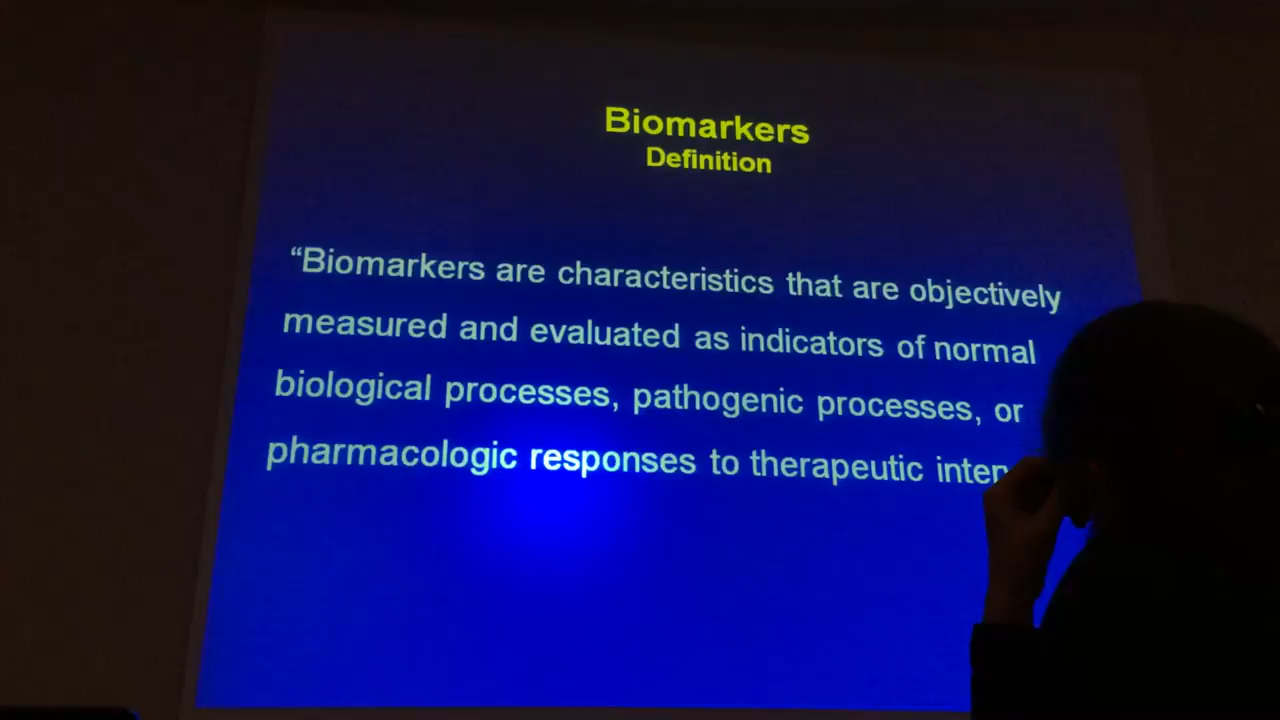 Biomarkers
Definition
“Biomarkers are characteristics that are objectively
measured and evaluated as indicators of normal
biological processes, pathogenic processes, or
pharmacologic responses to therapeutic